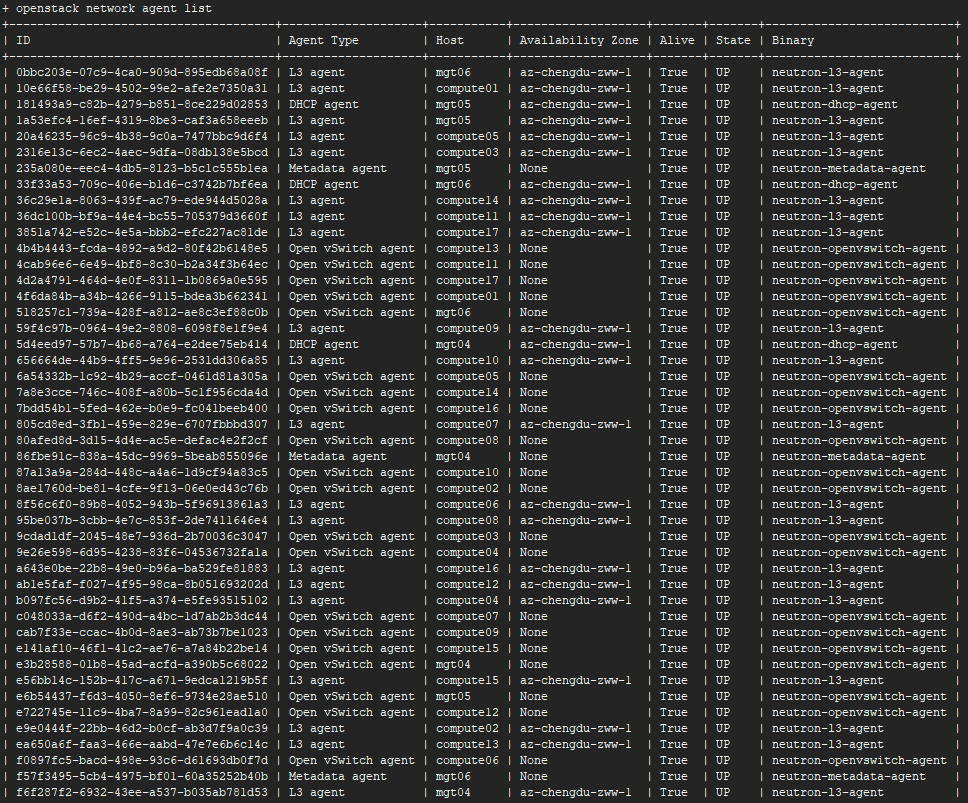 + openstack network agent list
+--------------------------------------+--------------------+-----------+-------------------+-------+-------+---------------------------+
| ID | Agent Type | Host | Availability Zone | Alive | State | Binary |
+--------------------------------------+--------------------+-----------+-------------------+-------+-------+---------------------------+
| 0bbc203e-07c9-4ca0-909d-895edb68a08f | L3 agent | mgt06 | az-chengdu-zww-1 | True | UP | neutron-l3-agent |
| 10e66f58-be29-4502-99e2-afe2e7350a31 | L3 agent | compute01 | az-chengdu-zww-1 | True | UP | neutron-l3-agent |
| 181493a9-c82b-4279-b851-8ce229d02853 | DHCP agent | mgt05 | az-chengdu-zww-1 | True | UP | neutron-dhcp-agent |
| 1a53efc4-16ef-4319-8be3-caf3a658eeeb | L3 agent | mgt05 | az-chengdu-zww-1 | True | UP | neutron-l3-agent |
| 20a46235-96c9-4b38-9c0a-7477bbc9d6f4 | L3 agent | compute05 | az-chengdu-zww-1 | True | UP | neutron-l3-agent |
| 2316e13c-6ec2-4aec-9dfa-08db138e5bcd | L3 agent | compute03 | az-chengdu-zww-1 | True | UP | neutron-l3-agent |
| 235a080e-eec4-4db5-8123-b5c1c555b1ea | Metadata agent | mgt05 | None | True | UP | neutron-metadata-agent |
| 33f33a53-709c-406e-b1d6-c3742b7bf6ea | DHCP agent | mgt06 | az-chengdu-zww-1 | True | UP | neutron-dhcp-agent |
| 36c29e1a-8063-439f-ac79-ede944d5028a | L3 agent | compute14 | az-chengdu-zww-1 | True | UP | neutron-l3-agent |
| 36dc100b-bf9a-44e4-bc55-705379d3660f | L3 agent | compute11 | az-chengdu-zww-1 | True | UP | neutron-l3-agent |
| 3851a742-e52c-4e5a-bbb2-efc227ac81de | L3 agent | compute17 | az-chengdu-zww-1 | True | UP | neutron-l3-agent |
| 4b4b4443-fcda-4892-a9d2-80f42b6148e5 | Open vSwitch agent | compute13 | None | True | UP | neutron-openvswitch-agent |
| 4cab96e6-6e49-4bf8-8c30-b2a34f3b64ec | Open vSwitch agent | compute11 | None | True | UP | neutron-openvswitch-agent |
| 4d2a4791-464d-4e0f-8311-1b0869a0e595 | Open vSwitch agent | compute17 | None | True | UP | neutron-openvswitch-agent |
| 4f6da84b-a34b-4266-9115-bdea3b662341 | Open vSwitch agent | compute01 | None | True | UP | neutron-openvswitch-agent |
| 518257c1-739a-428f-a812-ae8c3ef88c0b | Open vSwitch agent | mgt06 | None | True | UP | neutron-openvswitch-agent |
| 59f4c97b-0964-49e2-8808-6098f8e1f9e4 | L3 agent | compute09 | az-chengdu-zww-1 | True | UP | neutron-l3-agent |
| 5d4eed97-57b7-4b68-a764-e2dee75eb414 | DHCP agent | mgt04 | az-chengdu-zww-1 | True | UP | neutron-dhcp-agent |
| 656664de-44b9-4ff5-9e96-2531dd306a85 | L3 agent | compute10 | az-chengdu-zww-1 | True | UP | neutron-l3-agent |
| 6a54332b-1c92-4b29-accf-0461d81a305a | Open vSwitch agent | compute05 | None | True | UP | neutron-openvswitch-agent |
| 7a8e3cce-746c-408f-a80b-5c1f956cda4d | Open vSwitch agent | compute14 | None | True | UP | neutron-openvswitch-agent |
| 7bdd54b1-5fed-462e-b0e9-fc041beeb400 | Open vSwitch agent | compute16 | None | True | UP | neutron-openvswitch-agent |
| 805cd8ed-3fb1-459e-829e-6707fbbbd307 | L3 agent | compute07 | az-chengdu-zww-1 | True | UP | neutron-l3-agent |
| 80afed8d-3d15-4d4e-ac5e-defac4e2f2cf | Open vSwitch agent | compute08 | None | True | UP | neutron-openvswitch-agent |
| 86fbe91c-838a-45dc-9969-5beab855096e | Metadata agent | mgt04 | None | True | UP | neutron-metadata-agent |
| 87a13a9a-284d-448c-a4a6-1d9cf94a83c5 | Open vSwitch agent | compute10 | None | True | UP | neutron-openvswitch-agent |
| 8ae1760d-be81-4cfe-9f13-06e0ed43c76b | Open vSwitch agent | compute02 | None | True | UP | neutron-openvswitch-agent |
| 8f56c6f0-89b8-4052-943b-5f96913861a3 | L3 agent | compute06 | az-chengdu-zww-1 | True | UP | neutron-l3-agent |
| 95be037b-3cbb-4e7c-853f-2de7411646e4 | L3 agent | compute08 | az-chengdu-zww-1 | True | UP | neutron-l3-agent |
| 9cdad1df-2045-48e7-936d-2b70036c3047 | Open vSwitch agent | compute03 | None | True | UP | neutron-openvswitch-agent |
| 9e26e598-6d95-4238-83f6-04536732fa1a | Open vSwitch agent | compute04 | None | True | UP | neutron-openvswitch-agent |
| a643e0be-22b8-49e0-b96a-ba529fe81883 | L3 agent | compute16 | az-chengdu-zww-1 | True | UP | neutron-l3-agent |
| ab1e5faf-f027-4f95-98ca-8b051693202d | L3 agent | compute12 | az-chengdu-zww-1 | True | UP | neutron-l3-agent |
| b097fc56-d9b2-41f5-a374-e5fe93515102 | L3 agent | compute04 | az-chengdu-zww-1 | True | UP | neutron-l3-agent |
| c048033a-d6f2-490d-a4bc-1d7ab2b3dc44 | Open vSwitch agent | compute07 | None | True | UP | neutron-openvswitch-agent |
| cab7f33e-ccac-4b0d-8ae3-ab73b7be1023 | Open vSwitch agent | compute09 | None | True | UP | neutron-openvswitch-agent |
| e141af10-46f1-41c2-ae76-a7a84b22be14 | Open vSwitch agent | compute15 | None | True | UP | neutron-openvswitch-agent |
| e3b28588-01b8-45ad-acfd-a390b5c68022 | Open vSwitch agent | mgt04 | None | True | UP | neutron-openvswitch-agent |
| e56bb14c-152b-417c-a671-9edca1219b5f | L3 agent | compute15 | az-chengdu-zww-1 | True | UP | neutron-l3-agent |
| e6b54437-f6d3-4050-8ef6-9734e28ae510 | Open vSwitch agent | mgt05 | None | True | UP | neutron-openvswitch-agent |
| e722745e-11c9-4ba7-8a99-82c961ead1a0 | Open vSwitch agent | compute12 | None | True | UP | neutron-openvswitch-agent |
| e9e0444f-22bb-46d2-b0cf-ab3d7f9a0c39 | L3 agent | compute02 | az-chengdu-zww-1 | True | UP | neutron-l3-agent |
| ea650a6f-faa3-466e-aabd-47e7e6b6c14c | L3 agent | compute13 | az-chengdu-zww-1 | True | UP | neutron-l3-agent |
| f0897fc5-bacd-498e-93c6-d61693db0f7d | Open vSwitch agent | compute06 | None | True | UP | neutron-openvswitch-agent |
| f57f3495-5cb4-4975-bf01-60a35252b40b | Metadata agent | mgt06 | None | True | UP | neutron-metadata-agent |
| f6f287f2-6932-43ee-a537-b035ab781d53 | L3 agent | mgt04 | az-chengdu-zww-1 | True | UP | neutron-l3-agent |